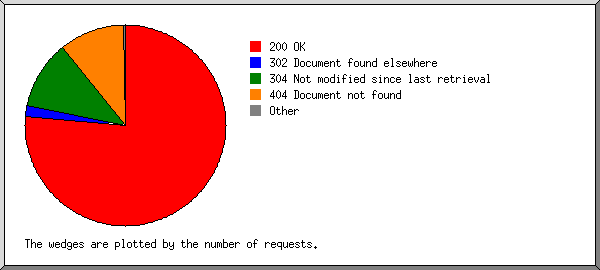 200 OK
302 Document found elsewhere
304 Not modified since last retrieval
404 Document not found
Other
The wedges are plotted by the number of requests.